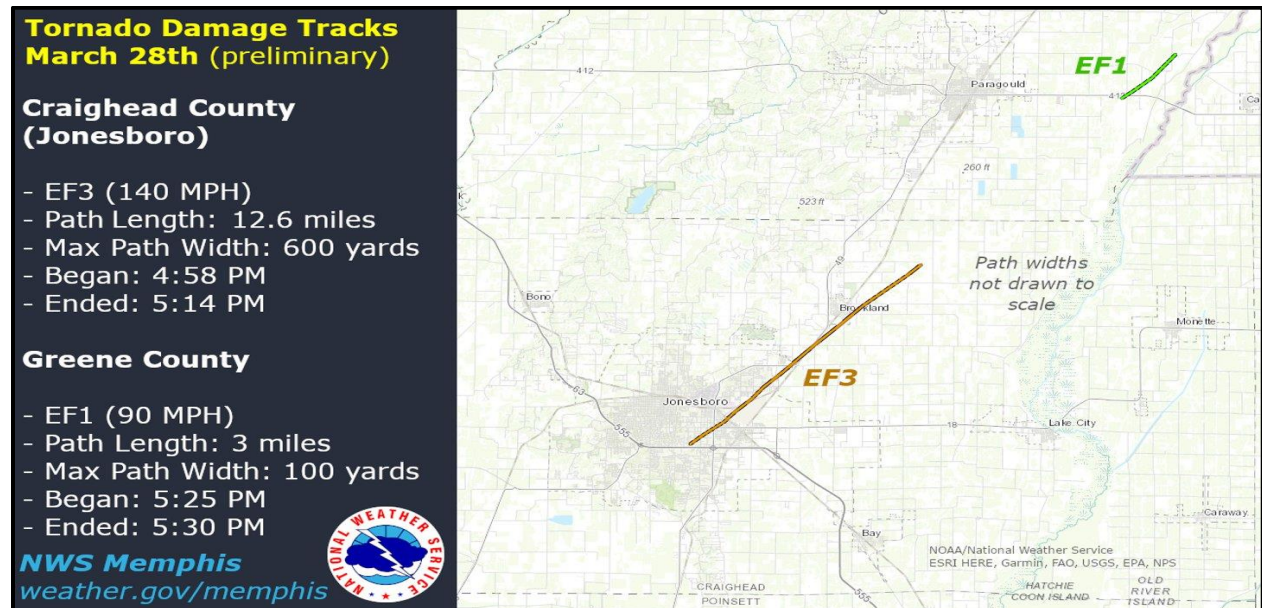 Tornado Damage Tracks
March 28th (preliminary)
Craighead County
(Jonesboro)
- EF3 (140 MPH)
- Path Length: 12.6 miles
- Max Path Width: 600 yards
- Began: 4:58 PM
- Ended: 5:14 PM
Greene County
- EF1 (90 MPH)
- Path Length: 3 miles
- Max Path Width: 100 yards
- Began: 5:25 PM
- Ended: 5:30 PM
NWS Memphis
weather.gov/memphis
NATIONAL WEATHER SERVICE
EF1
412
Paragould
412
Ca
260 ft
523 ft
49
Path widths
not drawn to
scale
Bono
Brookland
Monette
EF3
63
Jonesboro
555
18
Lake City
Caraway
Bay
NOAA/National Weather Service
ESRI HERE, Garmin, FAO, USGS, EPA, NPS
CRAIGHEAD
POINSETT
555
HATCHIE
COON ISLAND
OLD
RIVER
ISLAND